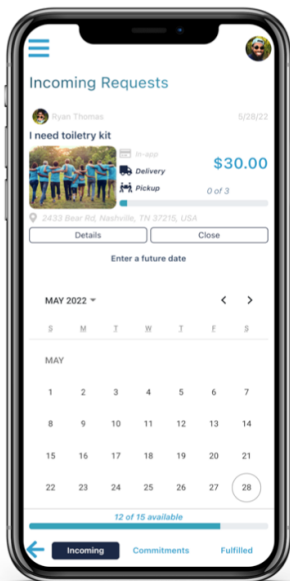 Incoming Requests
Ryan Thomas 5/28/22
I need toiletry kit
In-app
Delivery $30.00
Pickup 0 of 3
2433 Bear Rd, Nashville, TN 37215, USA
Details Close
Enter a future date
MAY 2022
S M T W T F S
MAY
1 2 3 4 5 6 7
8 9 10 11 12 13 14
15 16 17 18 19 20 21
22 23 24 25 26 27 28
12 of 15 available
Incoming Commitments Fulfilled